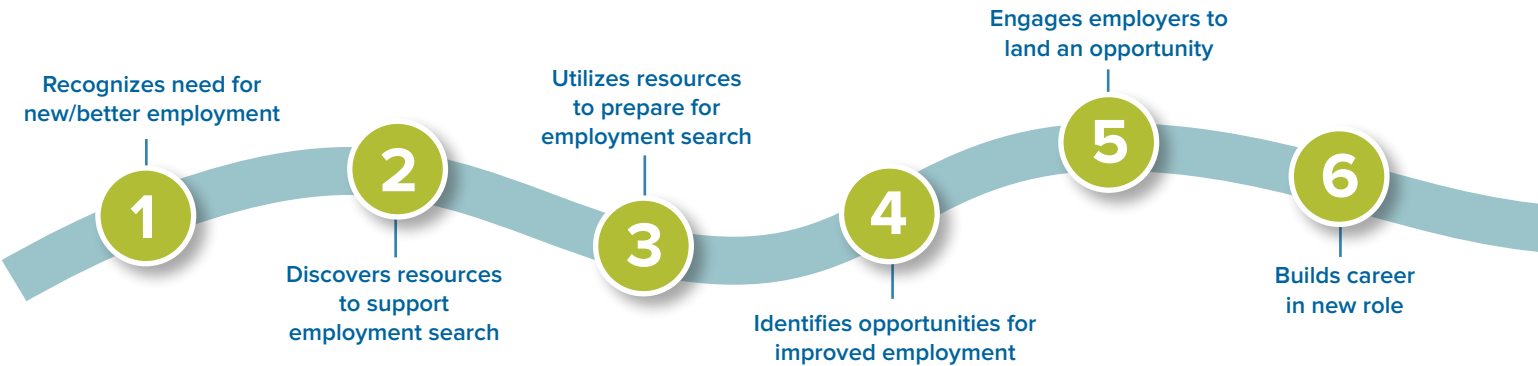 1
Recognizes need for
new/better employment
2
Discovers resources
to support
employment search
3
Utilizes resources
to prepare for
employment search
4
Identifies opportunities for
improved employment
5
Engages employers to
land an opportunity
6
Builds career
in new role